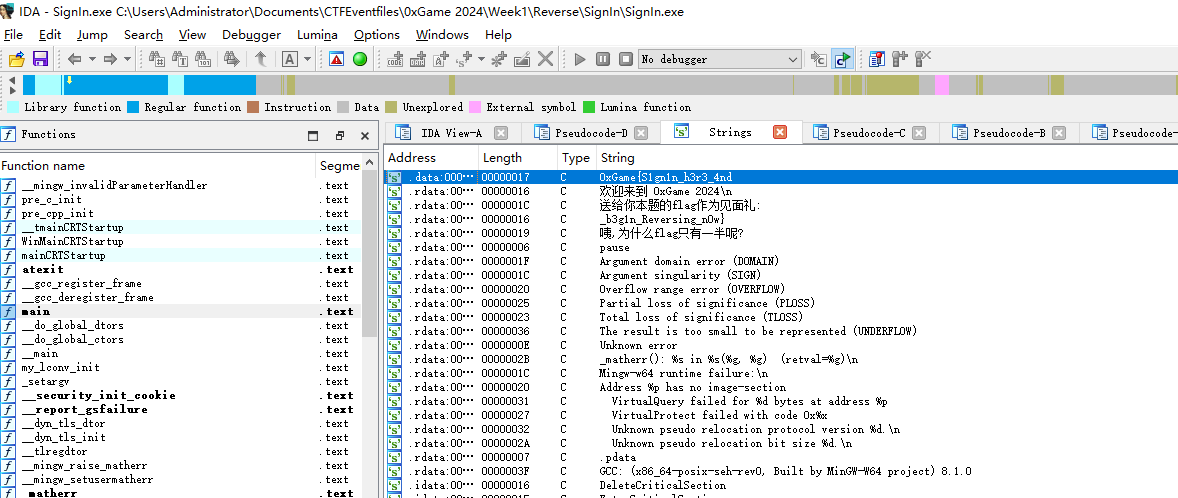 IDA - SignIn.exe C:\Users\Administrator\Documents\CTFEventfiles\0xGame 2024\Week1\Reverse\SignIn\SignIn.exe
File Edit Jump Search View Debugger Lumina Options Windows Help
No debugger
Library function Regular function Instruction Data Unexplored External symbol Lumina function
Functions
IDA View-A Pseudocode-D Strings Pseudocode-C Pseudocode-B Pseudocode-
Function name Segme
Address Length Type String
__mingw_invalidParameterHandler .text
pre_c_init .text
pre_cpp_init .text
__tmainCRTStartup .text
WinMainCRTStartup .text
mainCRTStartup .text
atexit .text
__gcc_register_frame .text
__gcc_deregister_frame .text
main .text
__do_global_dtors .text
__do_global_ctors .text
__main .text
my_lconv_init .text
_setargv .text
__security_init_cookie .text
__report_gsfailure .text
__dyn_tls_dtor .text
__dyn_tls_init .text
__tlregdtor .text
__mingw_raise_matherr .text
__mingw_setusermatherr .text
matherr .text
.data:000… 00000017 C 0xGame{S1gn1n_h3r3_4nd
.rdata:00… 00000016 C 欢迎来到 0xGame 2024\n
.rdata:00… 0000001C C 送给你本题的flag作为见面礼:
.rdata:00… 00000016 C _b3g1n_Reversing_n0w}
.rdata:00… 00000019 C 咦,为什么flag只有一半呢?
.rdata:00… 00000006 C pause
.rdata:00… 0000001F C Argument domain error (DOMAIN)
.rdata:00… 0000001C C Argument singularity (SIGN)
.rdata:00… 00000020 C Overflow range error (OVERFLOW)
.rdata:00… 00000025 C Partial loss of significance (PLOSS)
.rdata:00… 00000023 C Total loss of significance (TLOSS)
.rdata:00… 00000036 C The result is too small to be represented (UNDERFLOW)
.rdata:00… 0000000E C Unknown error
.rdata:00… 0000002B C _matherr(): %s in %s(%g, %g) (retval=%g)\n
.rdata:00… 0000001C C Mingw-w64 runtime failure:\n
.rdata:00… 00000020 C Address %p has no image-section
.rdata:00… 00000031 C VirtualQuery failed for %d bytes at address %p
.rdata:00… 00000027 C VirtualProtect failed with code 0x%x
.rdata:00… 00000032 C Unknown pseudo relocation protocol version %d.\n
.rdata:00… 0000002A C Unknown pseudo relocation bit size %d.\n
.rdata:00… 00000007 C .pdata
.rdata:00… 0000003F C GCC: (x86_64-posix-seh-rev0, Built by MinGW-W64 project) 8.1.0
.idata:00… 00000016 C DeleteCriticalSection